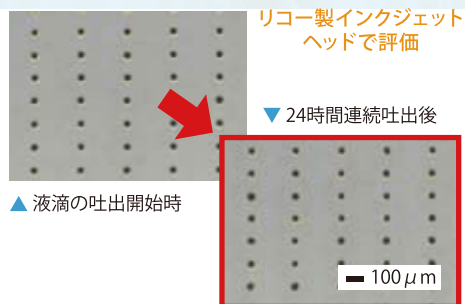 リコー製インクジェット
ヘッドで評価
▼ 24時間連続吐出後
▲ 液滴の吐出開始時
100μm